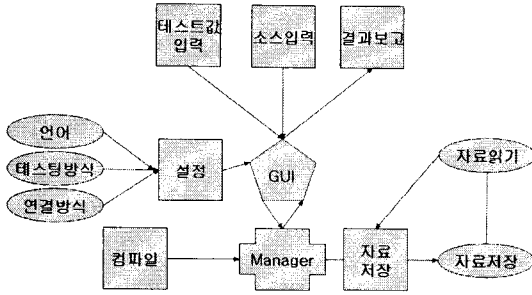 테스트값
입력
소스입력
결과보고
언어
테스팅방식
연결방식
설정
GUI
자료읽기
컴파일
Manager
자료
저장
자료저장